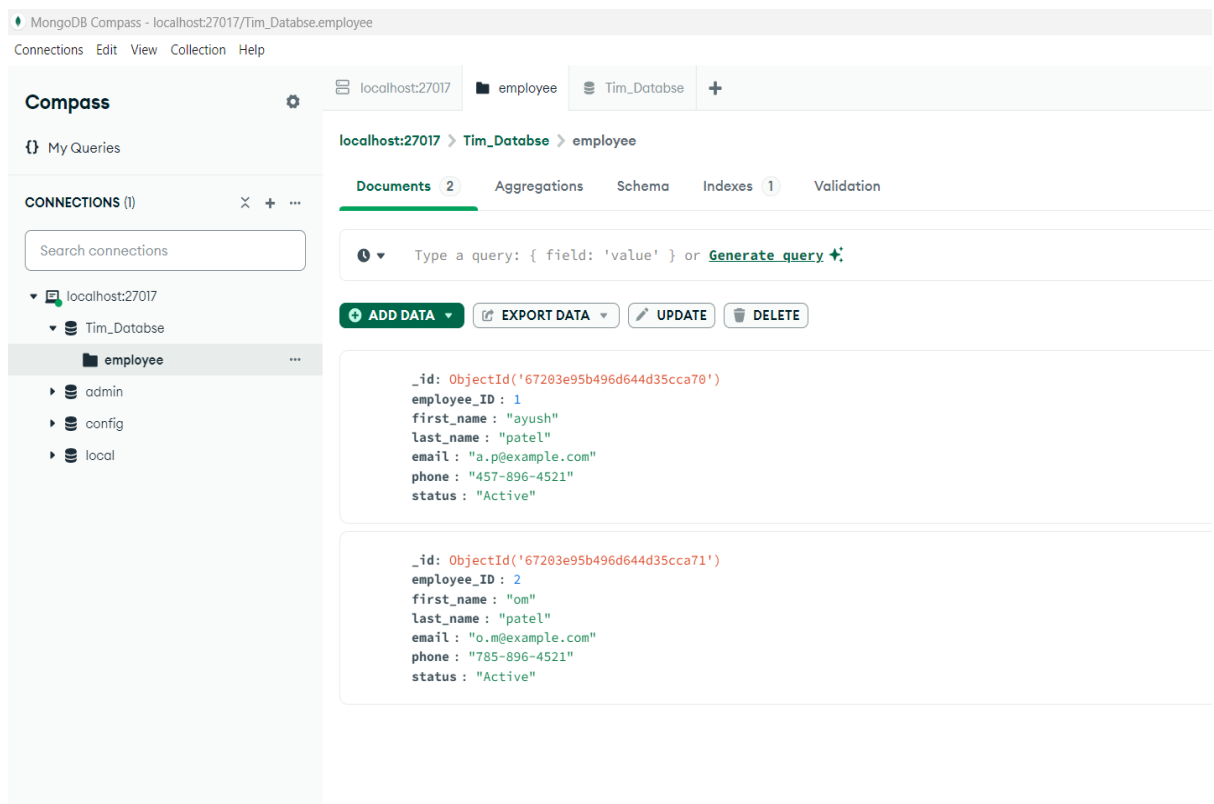 MongoDB Compass - localhost:27017/Tim_Databse.employee
Connections Edit View Collection Help
Compass
{} My Queries
CONNECTIONS (1)
Search connections
localhost:27017
Tim_Databse
employee
admin
config
local
localhost:27017 employee Tim_Databse
localhost:27017 > Tim_Databse > employee
Documents 2 Aggregations Schema Indexes 1 Validation
Type a query: { field: 'value' } or Generate query
ADD DATA EXPORT DATA UPDATE DELETE
_id: ObjectId('67203e95b496d644d35cca70')
employee_ID : 1
first_name : "ayush"
last_name : "patel"
email : "a.p@example.com"
phone : "457-896-4521"
status : "Active"
_id: ObjectId('67203e95b496d644d35cca71')
employee_ID : 2
first_name : "om"
last_name : "patel"
email : "o.m@example.com"
phone : "785-896-4521"
status : "Active"